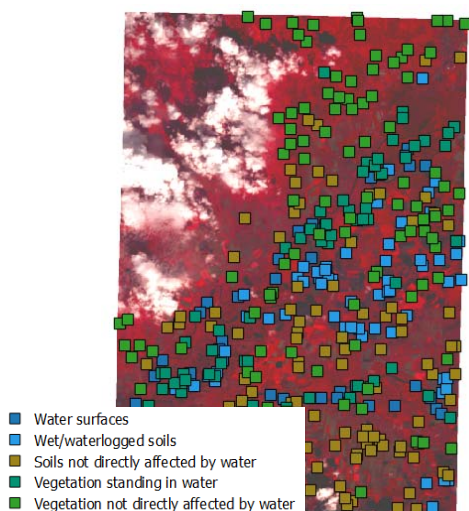 Water surfaces
Wet/waterlogged soils
Soils not directly affected by water
Vegetation standing in water
Vegetation not directly affected by water